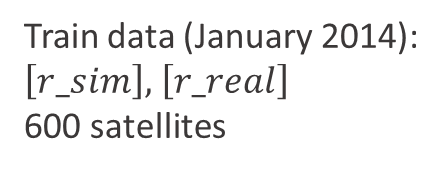 Train data (January 2014):
[r_sim], [r_real]
600 satellites